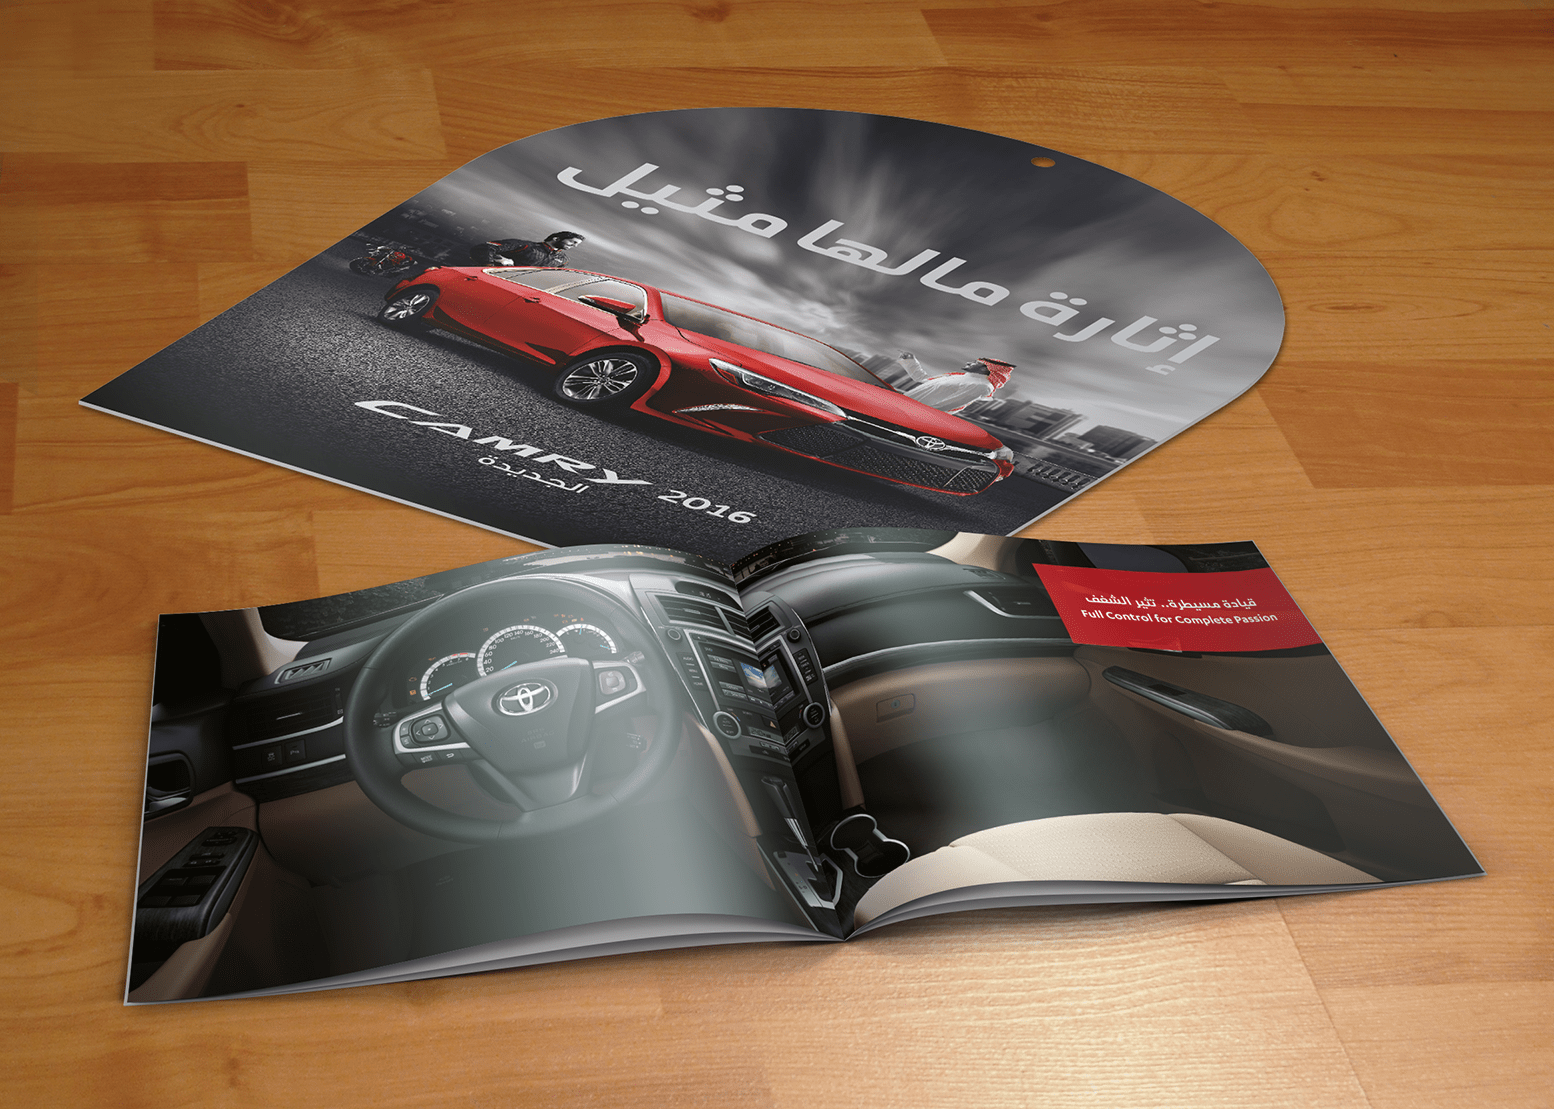 إثارة مالها مثيل
CAMRY 2016
الجديدة
قيادة مسيطرة.. تثير الشغف
Full Control for Complete Passion